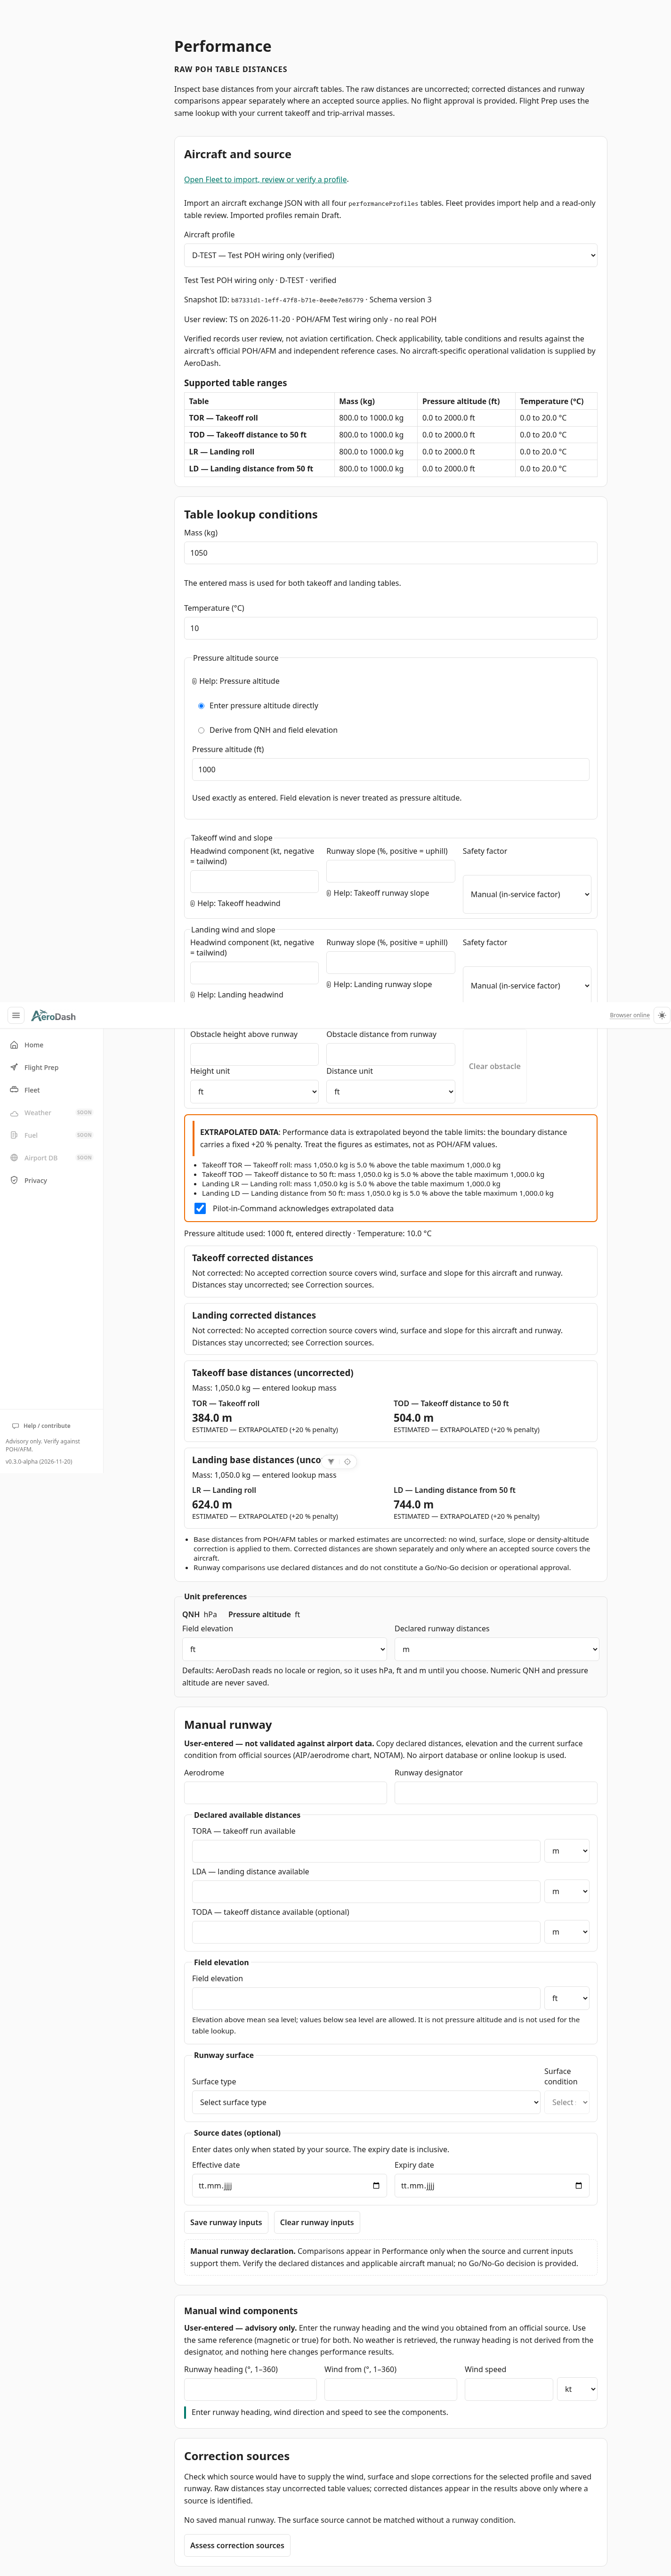 Performance
RAW POH TABLE DISTANCES
Inspect base distances from your aircraft tables. The raw distances are uncorrected; corrected distances and runway
comparisons appear separately where an accepted source applies. No flight approval is provided. Flight Prep uses the
same lookup with your current takeoff and trip-arrival masses.
Aircraft and source
Open Fleet to import, review or verify a profile.
Import an aircraft exchange JSON with all four performanceProfiles tables. Fleet provides import help and a read-only
table review. Imported profiles remain Draft.
Aircraft profile
D-TEST — Test POH wiring only (verified)
Test Test POH wiring only · D-TEST · verified
Snapshot ID: b87331d1-1eff-47f8-b71e-0ee0e7e86779 · Schema version 3
User review: TS on 2026-11-20 · POH/AFM Test wiring only - no real POH
Verified records user review, not aviation certification. Check applicability, table conditions and results against the
aircraft's official POH/AFM and independent reference cases. No aircraft-specific operational validation is supplied by
AeroDash.
Supported table ranges
Table Mass (kg) Pressure altitude (ft) Temperature (°C)
TOR — Takeoff roll 800.0 to 1000.0 kg 0.0 to 2000.0 ft 0.0 to 20.0 °C
TOD — Takeoff distance to 50 ft 800.0 to 1000.0 kg 0.0 to 2000.0 ft 0.0 to 20.0 °C
LR — Landing roll 800.0 to 1000.0 kg 0.0 to 2000.0 ft 0.0 to 20.0 °C
LD — Landing distance from 50 ft 800.0 to 1000.0 kg 0.0 to 2000.0 ft 0.0 to 20.0 °C
Table lookup conditions
Mass (kg)
1050
The entered mass is used for both takeoff and landing tables.
Temperature (°C)
10
Pressure altitude source
Help: Pressure altitude
Enter pressure altitude directly
Derive from QNH and field elevation
Pressure altitude (ft)
1000
Used exactly as entered. Field elevation is never treated as pressure altitude.
Takeoff wind and slope
Headwind component (kt, negative
= tailwind)
Runway slope (%, positive = uphill)
Safety factor
Manual (in-service factor)
Help: Takeoff headwind
Help: Takeoff runway slope
Landing wind and slope
Headwind component (kt, negative
= tailwind)
Runway slope (%, positive = uphill)
Safety factor
Manual (in-service factor)
Help: Landing headwind
Help: Landing runway slope
AeroDash
Browser online
Home
Flight Prep
Fleet
Weather SOON
Fuel SOON
Airport DB SOON
Privacy
Help / contribute
Advisory only. Verify against
POH/AFM.
v0.3.0-alpha (2026-11-20)
Obstacle height above runway
Obstacle distance from runway
Height unit
ft
Distance unit
ft
Clear obstacle
EXTRAPOLATED DATA: Performance data is extrapolated beyond the table limits: the boundary distance
carries a fixed +20 % penalty. Treat the figures as estimates, not as POH/AFM values.
Takeoff TOR — Takeoff roll: mass 1,050.0 kg is 5.0 % above the table maximum 1,000.0 kg
Takeoff TOD — Takeoff distance to 50 ft: mass 1,050.0 kg is 5.0 % above the table maximum 1,000.0 kg
Landing LR — Landing roll: mass 1,050.0 kg is 5.0 % above the table maximum 1,000.0 kg
Landing LD — Landing distance from 50 ft: mass 1,050.0 kg is 5.0 % above the table maximum 1,000.0 kg
Pilot-in-Command acknowledges extrapolated data
Pressure altitude used: 1000 ft, entered directly · Temperature: 10.0 °C
Takeoff corrected distances
Not corrected: No accepted correction source covers wind, surface and slope for this aircraft and runway.
Distances stay uncorrected; see Correction sources.
Landing corrected distances
Not corrected: No accepted correction source covers wind, surface and slope for this aircraft and runway.
Distances stay uncorrected; see Correction sources.
Takeoff base distances (uncorrected)
Mass: 1,050.0 kg — entered lookup mass
TOR — Takeoff roll
384.0 m
ESTIMATED — EXTRAPOLATED (+20 % penalty)
TOD — Takeoff distance to 50 ft
504.0 m
ESTIMATED — EXTRAPOLATED (+20 % penalty)
Landing base distances (unco
Mass: 1,050.0 kg — entered lookup mass
LR — Landing roll
624.0 m
ESTIMATED — EXTRAPOLATED (+20 % penalty)
LD — Landing distance from 50 ft
744.0 m
ESTIMATED — EXTRAPOLATED (+20 % penalty)
Base distances from POH/AFM tables or marked estimates are uncorrected: no wind, surface, slope or density-altitude
correction is applied to them. Corrected distances are shown separately and only where an accepted source covers the
aircraft.
Runway comparisons use declared distances and do not constitute a Go/No-Go decision or operational approval.
Unit preferences
QNH hPa Pressure altitude ft
Field elevation
ft
Declared runway distances
m
Defaults: AeroDash reads no locale or region, so it uses hPa, ft and m until you choose. Numeric QNH and pressure
altitude are never saved.
Manual runway
User-entered — not validated against airport data. Copy declared distances, elevation and the current surface
condition from official sources (AIP/aerodrome chart, NOTAM). No airport database or online lookup is used.
Aerodrome
Runway designator
Declared available distances
TORA — takeoff run available
m
LDA — landing distance available
m
TODA — takeoff distance available (optional)
m
Field elevation
Field elevation
ft
Elevation above mean sea level; values below sea level are allowed. It is not pressure altitude and is not used for the
table lookup.
Runway surface
Surface type
Select surface type
Surface
condition
Select
Source dates (optional)
Enter dates only when stated by your source. The expiry date is inclusive.
Effective date
tt.mm.jjjj
Expiry date
tt.mm.jjjj
Save runway inputs
Clear runway inputs
Manual runway declaration. Comparisons appear in Performance only when the source and current inputs
support them. Verify the declared distances and applicable aircraft manual; no Go/No-Go decision is provided.
Manual wind components
User-entered — advisory only. Enter the runway heading and the wind you obtained from an official source. Use
the same reference (magnetic or true) for both. No weather is retrieved, the runway heading is not derived from the
designator, and nothing here changes performance results.
Runway heading (°, 1–360)
Wind from (°, 1–360)
Wind speed
kt
Enter runway heading, wind direction and speed to see the components.
Correction sources
Check which source would have to supply the wind, surface and slope corrections for the selected profile and saved
runway. Raw distances stay uncorrected table values; corrected distances appear in the results above only where a
source is identified.
No saved manual runway. The surface source cannot be matched without a runway condition.
Assess correction sources